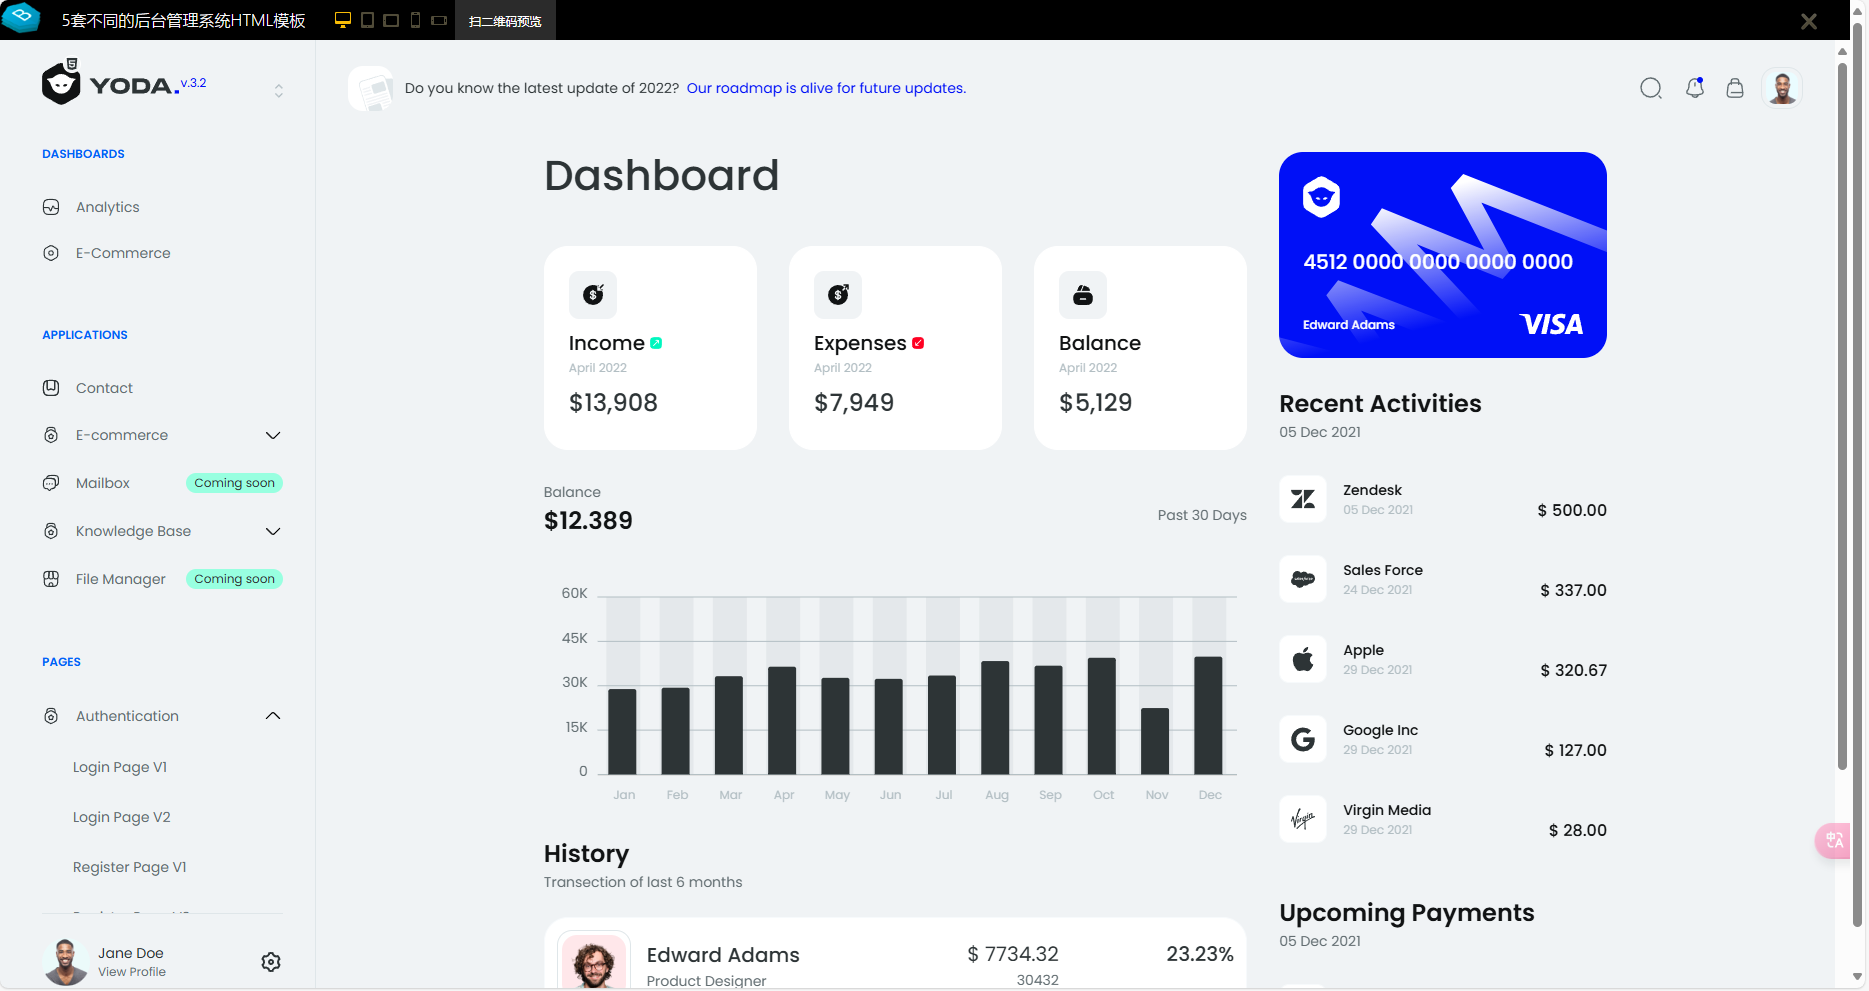 5套不同的后台管理系统HTML模板
扫二维码预览
YODA.
v.3.2
DASHBOARDS
Analytics
E-Commerce
APPLICATIONS
Contact
E-commerce
Mailbox
Coming soon
Knowledge Base
File Manager
Coming soon
PAGES
Authentication
Login Page V1
Login Page V2
Register Page V1
Jane Doe
View Profile
Do you know the latest update of 2022? Our roadmap is alive for future updates.
Dashboard
Income
April 2022
$13,908
Expenses
April 2022
$7,949
Balance
April 2022
$5,129
Balance
$12.389
Past 30 Days
60K
45K
30K
15K
0
Jan Feb Mar Apr May Jun Jul Aug Sep Oct Nov Dec
History
Transection of last 6 months
Edward Adams
Product Designer
$ 7734.32
30432
23.23%
4512 0000 0000 0000 0000
Edward Adams
VISA
Recent Activities
05 Dec 2021
Zendesk
05 Dec 2021
$ 500.00
Sales Force
24 Dec 2021
$ 337.00
Apple
29 Dec 2021
$ 320.67
Google Inc
29 Dec 2021
$ 127.00
Virgin
Virgin Media
29 Dec 2021
$ 28.00
Upcoming Payments
05 Dec 2021